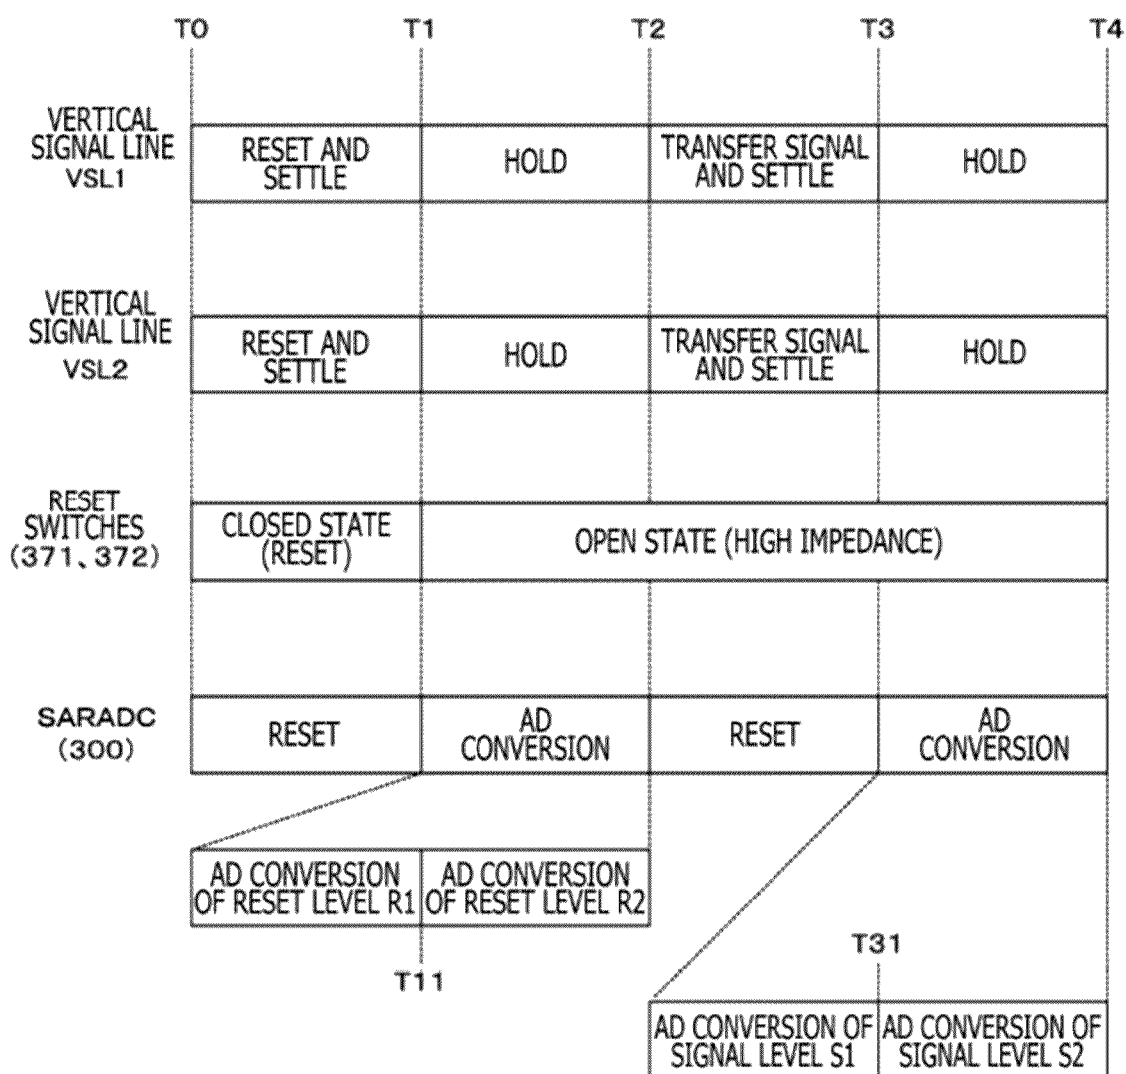 T0 T1 T2 T3 T4
VERTICAL
SIGNAL LINE
VSL1
RESET AND
SETTLE
HOLD
TRANSFER SIGNAL
AND SETTLE
HOLD
VERTICAL
SIGNAL LINE
VSL2
RESET AND
SETTLE
HOLD
TRANSFER SIGNAL
AND SETTLE
HOLD
RESET
SWITCHES
(371、372)
CLOSED STATE
(RESET)
OPEN STATE (HIGH IMPEDANCE)
SARADC
(300)
RESET
AD
CONVERSION
RESET
AD
CONVERSION
AD CONVERSION
OF RESET LEVEL R1
AD CONVERSION
OF RESET LEVEL R2
T11
T31
AD CONVERSION OF
SIGNAL LEVEL S1
AD CONVERSION OF
SIGNAL LEVEL S2